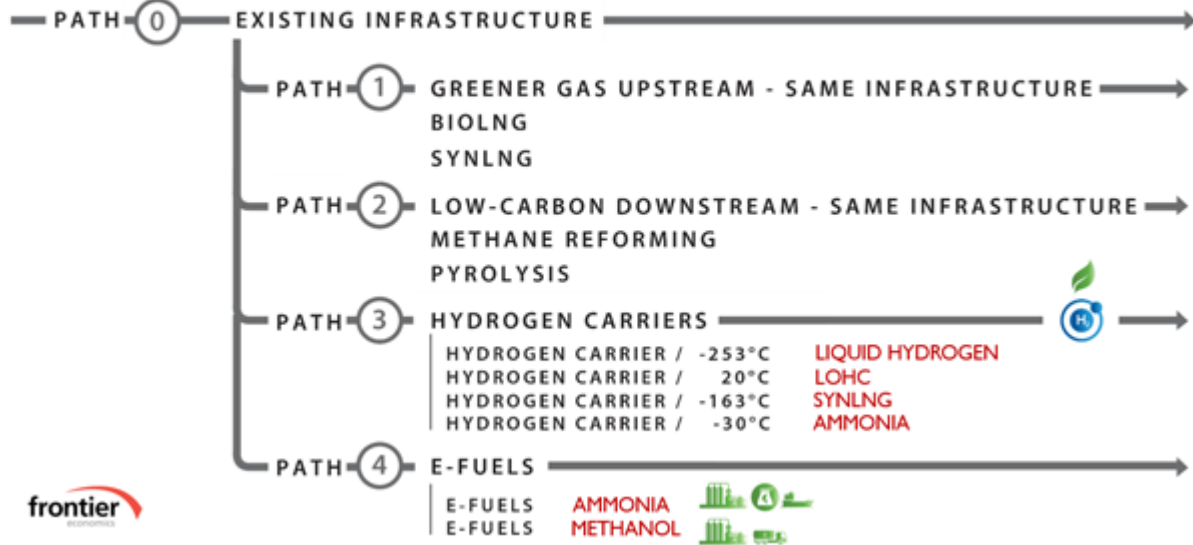 PATH 0 EXISTING INFRASTRUCTURE
PATH 1 GREENER GAS UPSTREAM - SAME INFRASTRUCTURE
BIOLNG
SYNLNG
PATH 2 LOW-CARBON DOWNSTREAM - SAME INFRASTRUCTURE
METHANE REFORMING
PYROLYSIS
PATH 3 HYDROGEN CARRIERS H₂
HYDROGEN CARRIER / -253°C LIQUID HYDROGEN
HYDROGEN CARRIER / 20°C LOHC
HYDROGEN CARRIER / -163°C SYNLNG
HYDROGEN CARRIER / -30°C AMMONIA
PATH 4 E-FUELS
E-FUELS AMMONIA
E-FUELS METHANOL
frontier
economics